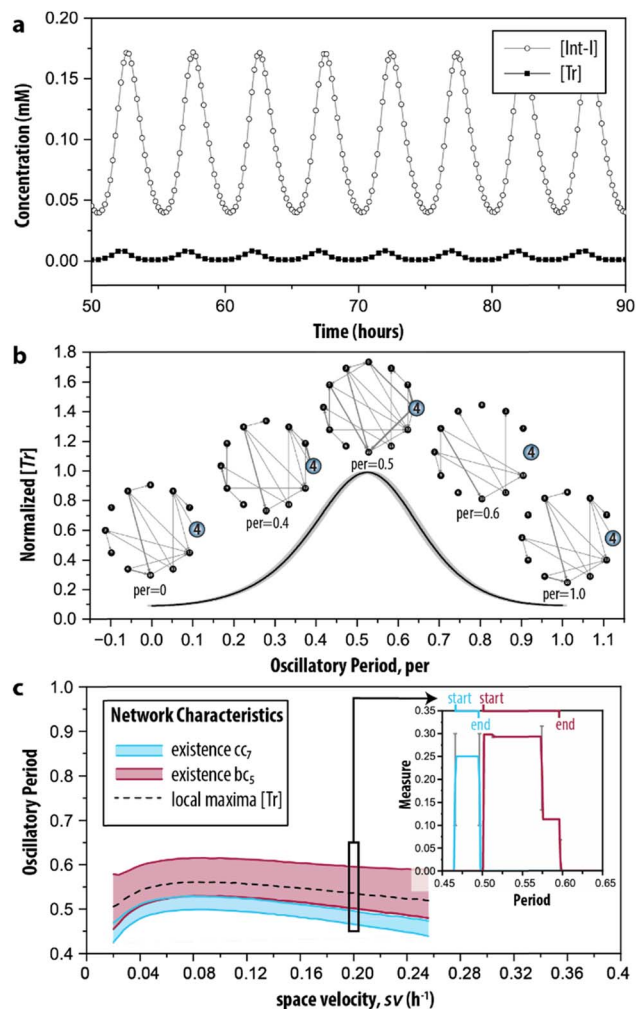 a
0.20
0.15
0.10
0.05
0.00
Concentration (mM)
[Int-I]
[Tr]
50
60
70
80
90
Time (hours)
b
1.8
1.6
1.4
1.2
1.0
0.8
0.6
0.4
0.2
0.0
Normalized [Tr]
4
per=0
4
per=0.4
4
per=0.5
4
per=0.6
4
per=1.0
−0.1
0.0
0.1
0.2
0.3
0.4
0.5
0.6
0.7
0.8
0.9
1.0
1.1
Oscillatory Period, per
c
1.0
0.9
0.8
0.7
0.6
0.5
0.4
Oscillatory Period
Network Characteristics
existence cc7
existence bc5
local maxima [Tr]
start
start
end
end
0.35
0.30
0.25
0.20
0.15
0.10
0.05
0.00
Measure
0.45
0.50
0.55
0.60
0.65
Period
0
0.04
0.08
0.12
0.16
0.20
0.24
0.28
0.32
0.36
0.4
space velocity, sv (h-1)